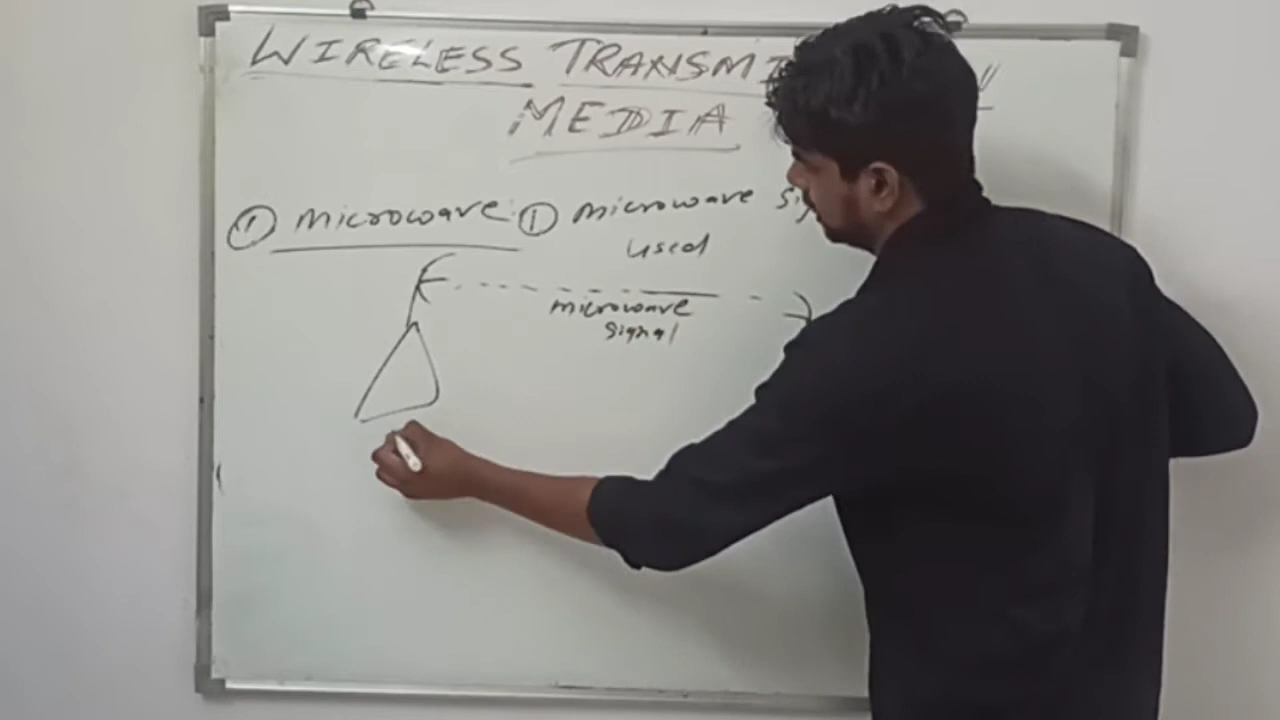 WIRELESS TRANSMI
MEDIA
① microwave: ① microwave
used
microwave
signal